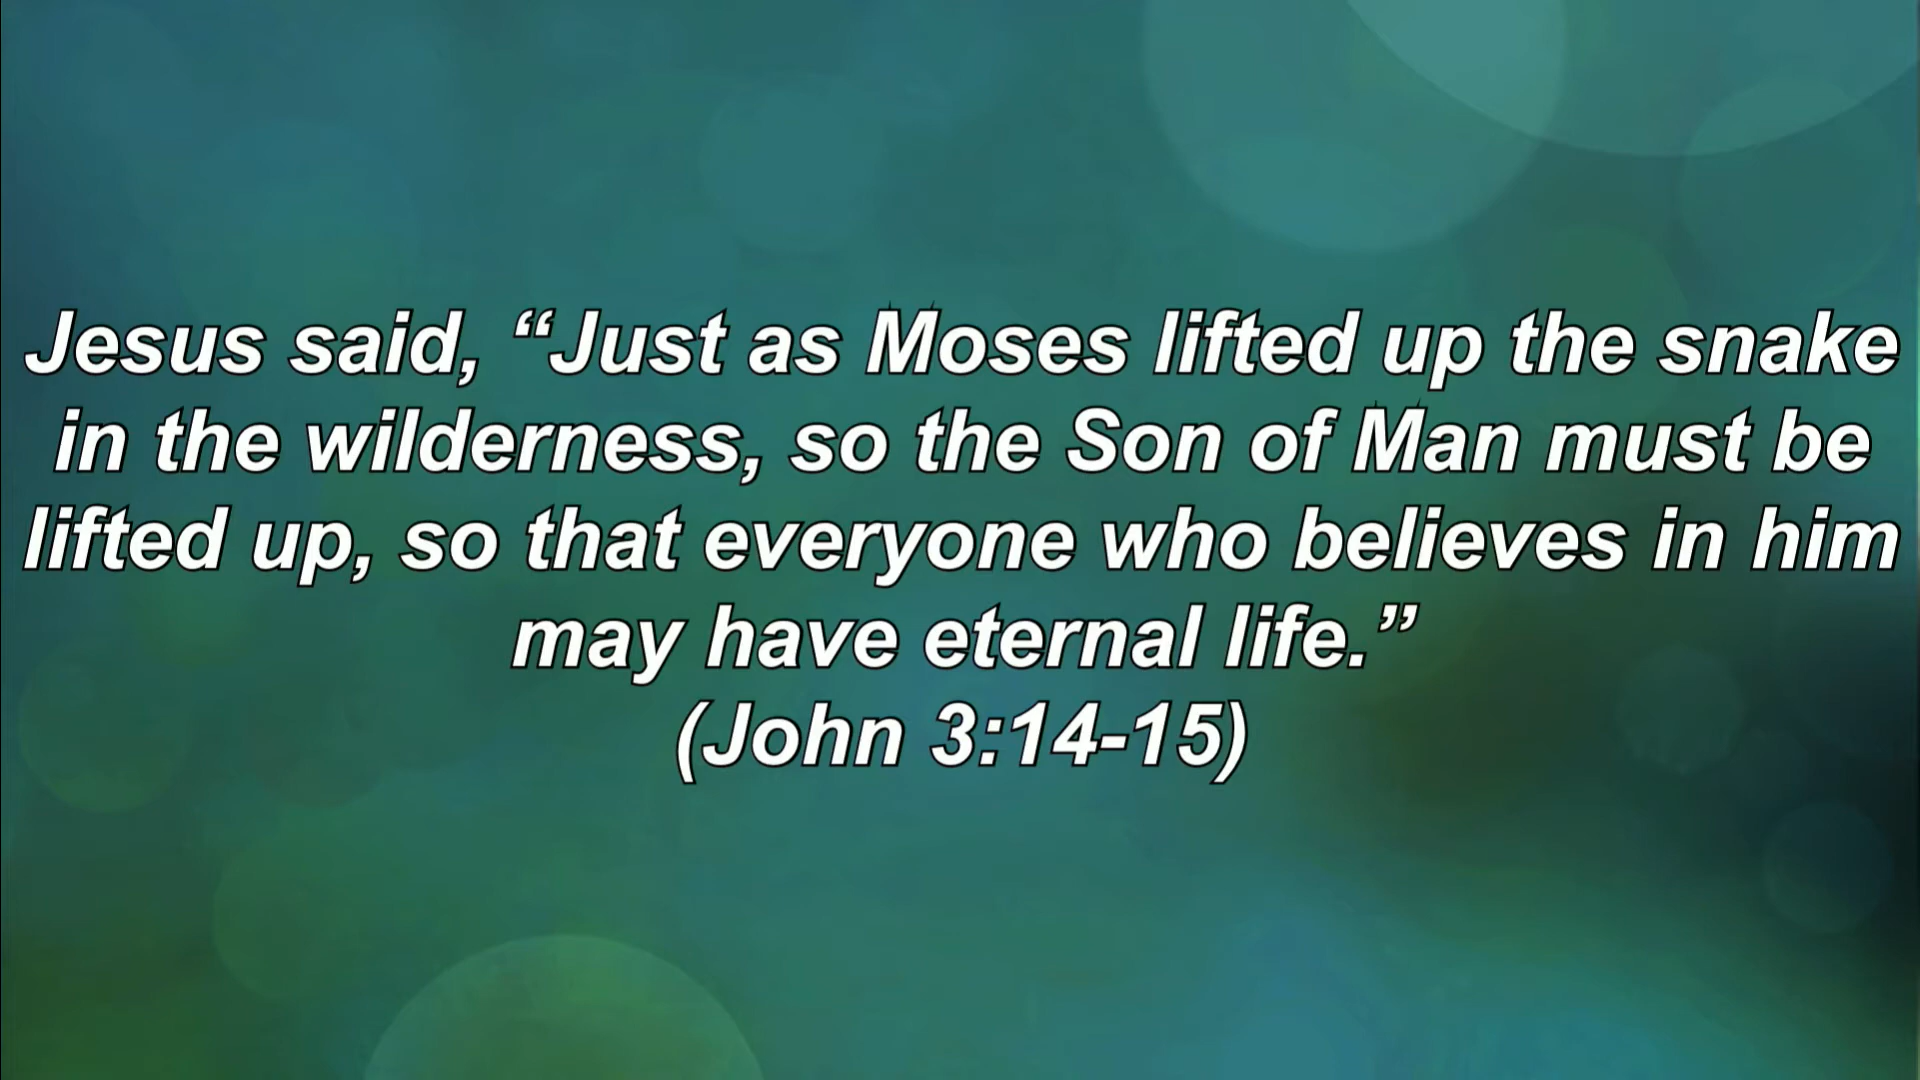 Jesus said, “Just as Moses lifted up the snake
in the wilderness, so the Son of Man must be
lifted up, so that everyone who believes in him
may have eternal life.”
(John 3:14-15)